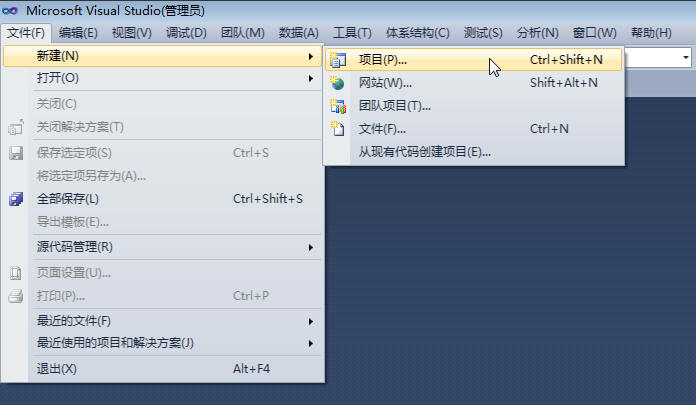 Microsoft Visual Studio(管理员)
文件(F) 编辑(E) 视图(V) 调试(D) 团队(M) 数据(A) 工具(T) 体系结构(C) 测试(S) 分析(N) 窗口(W) 帮助(H)
新建(N)
项目(P)... Ctrl+Shift+N
打开(O)
网站(W)... Shift+Alt+N
关闭(C)
团队项目(T)...
关闭解决方案(T)
文件(F)... Ctrl+N
保存选定项(S) Ctrl+S
从现有代码创建项目(E)...
将选定项另存为(A)...
全部保存(L) Ctrl+Shift+S
导出模板(E)...
源代码管理(R)
页面设置(U)...
打印(P)... Ctrl+P
最近的文件(F)
最近使用的项目和解决方案(J)
退出(X) Alt+F4